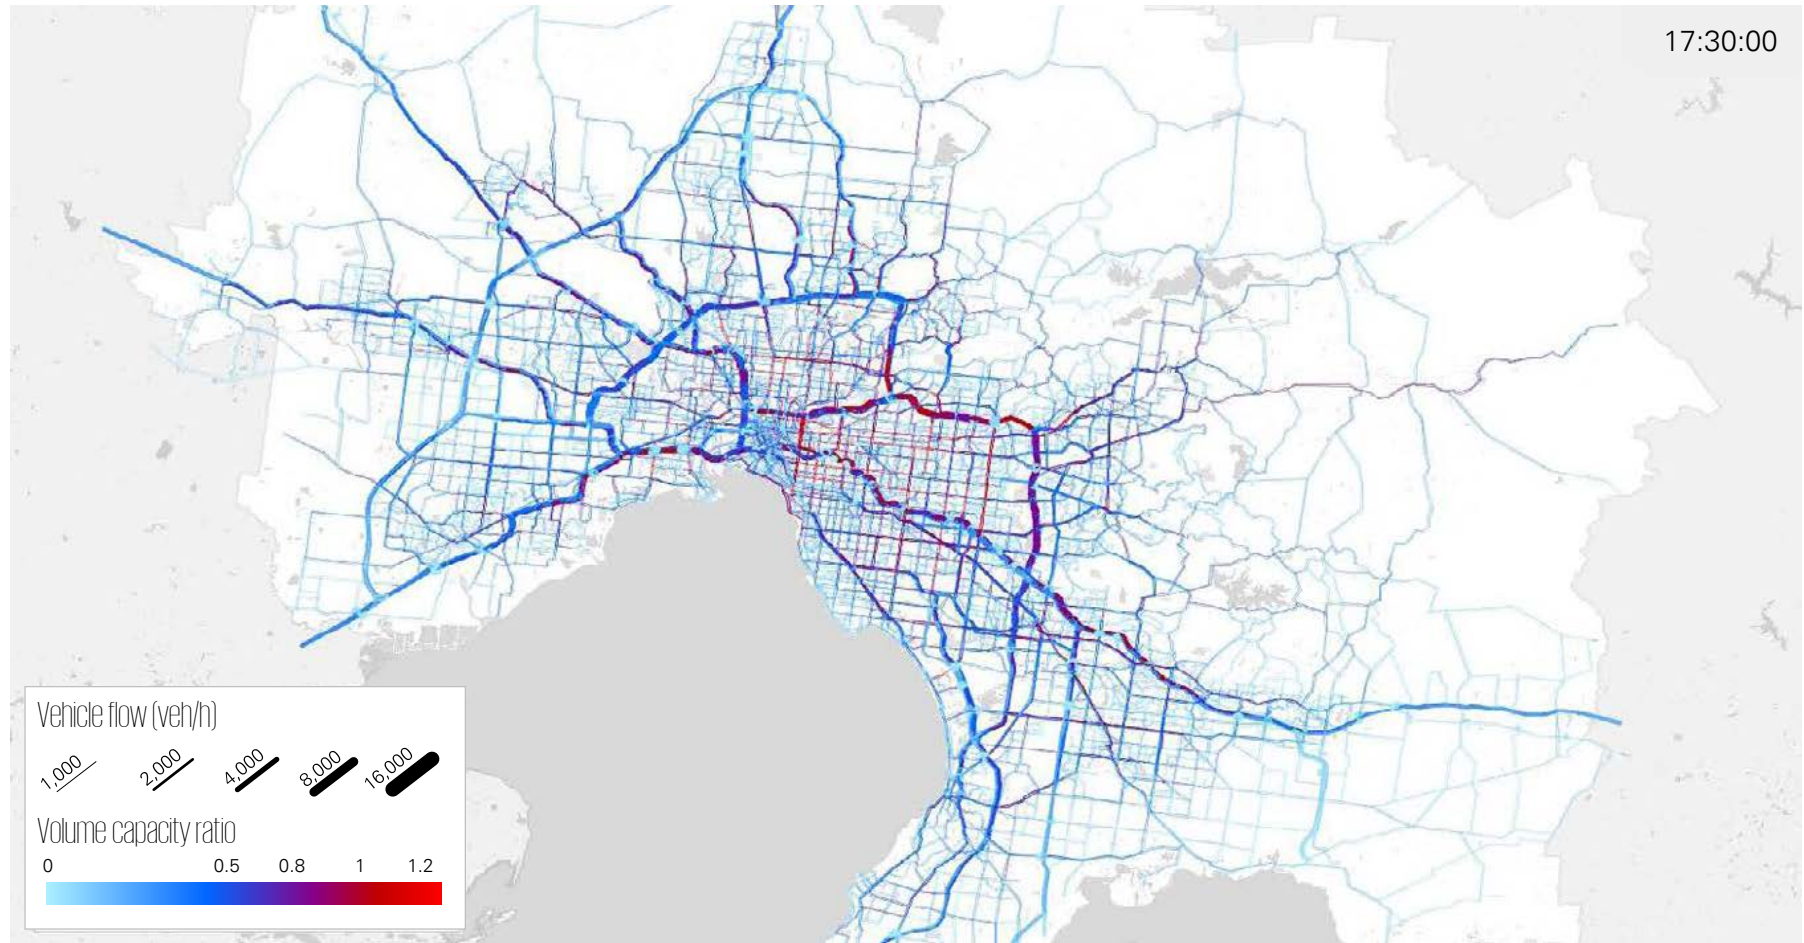 17:30:00
Vehicle flow (veh/h)
1,000 2,000 4,000 8,000 16,000
Volume capacity ratio
0 0.5 0.8 1 1.2